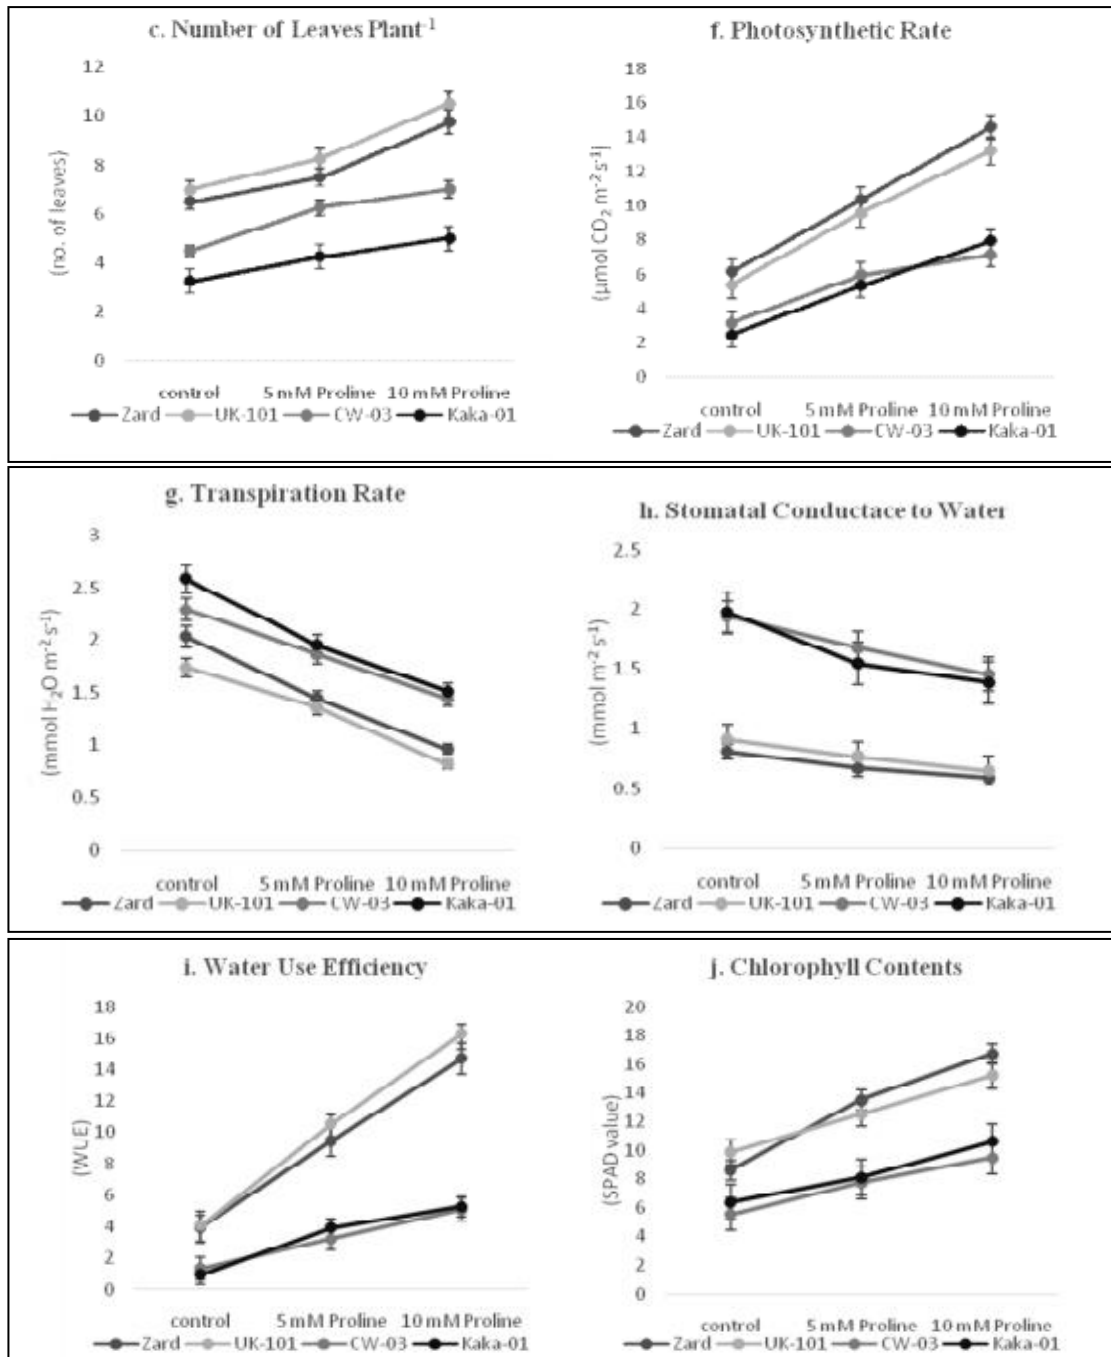 c. Number of Leaves Plant⁻¹
12
10
8
6
4
2
0
(no. of leaves)
control 5 mM Proline 10 mM Proline
Zard UK-101 CW-03 Kaka-01
f. Photosynthetic Rate
18
16
14
12
10
8
6
4
2
0
(μmol CO₂ m⁻² s⁻¹)
control 5 mM Proline 10 mM Proline
Zard UK-101 CW-03 Kaka-01
g. Transpiration Rate
3
2.5
2
1.5
1
0.5
0
(mmol H₂O m⁻² s⁻¹)
control 5 mM Proline 10 mM Proline
Zard UK-101 CW-03 Kaka-01
h. Stomatal Conductace to Water
2.5
2
1.5
1
0.5
0
(mmol m⁻² s⁻¹)
control 5 mM Proline 10 mM Proline
Zard UK-101 CW-03 Kaka-01
i. Water Use Efficiency
18
16
14
12
10
8
6
4
2
0
(WUE)
control 5 mM Proline 10 mM Proline
Zard UK-101 CW-03 Kaka-01
j. Chlorophyll Contents
20
18
16
14
12
10
8
6
4
2
0
(SPAD value)
control 5 mM Proline 10 mM Proline
Zard UK-101 CW-03 Kaka-01